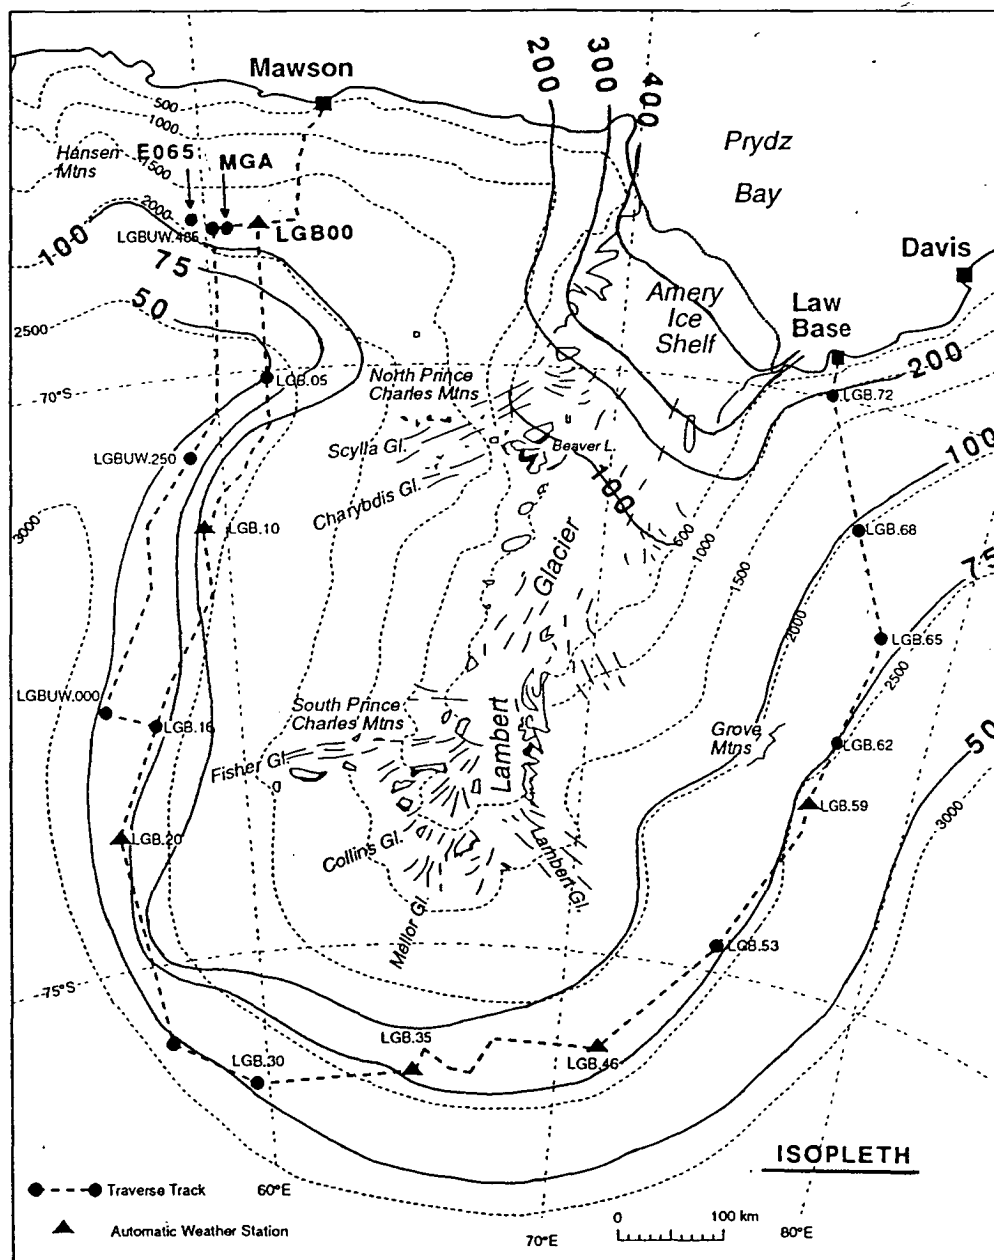 200
300
400
Mawson
500
1000
Hansen
Mtns
1500
E065
MGA
Prydz
Bay
2000
LGBUW.485
LGB00
100
75
50
Davis
Amery
Ice
Shelf
Law
Base
200
2500
70°S
LGB.05
North Prince
Charles Mtns
LGB.72
Scylla Gl.
Beaver L.
LGBUW.250
Charybdis Gl.
100
100
3000
LGB.10
500
1000
LGB.68
Glacier
1500
75
2000
LGB.65
2500
LGBUW.000
LGB.16
South Prince
Charles Mtns
Lambert
Grove
Mtns
LGB.62
50
Fisher Gl.
LGB.59
3000
LGB.20
Collins Gl.
Lambert Gl.
Mellor Gl.
LGB.53
75°S
LGB.30
LGB.35
LGB.46
ISOPLETH
Traverse Track
60°E
Automatic Weather Station
0
100 km
70°E
80°E